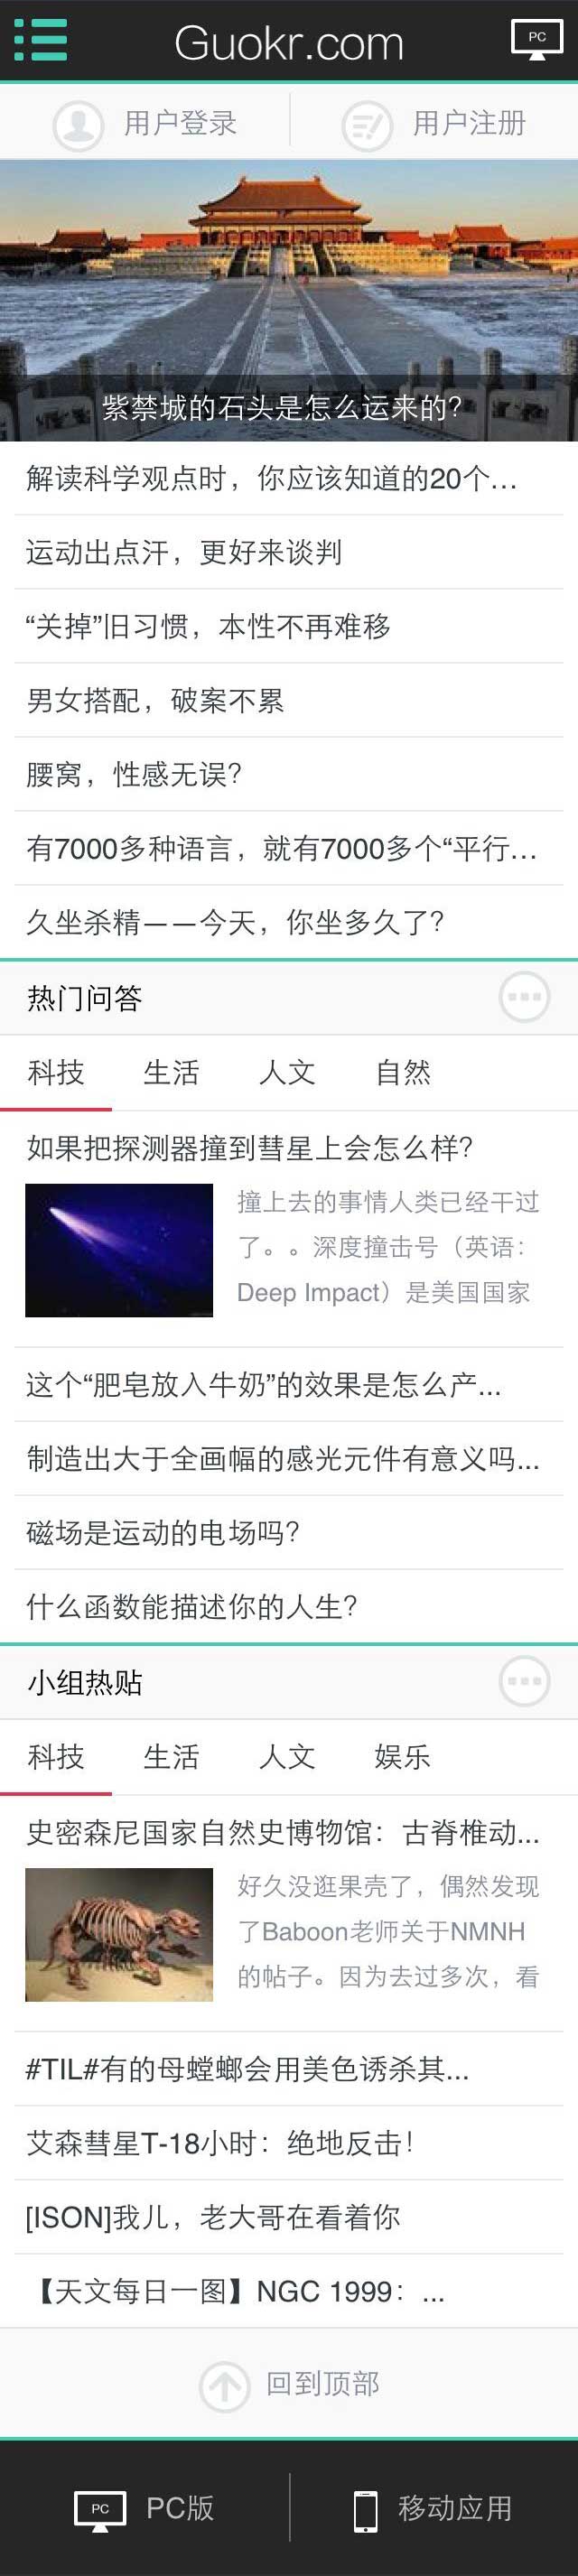 Guokr.com
PC
用户登录
用户注册
紫禁城的石头是怎么运来的？
解读科学观点时，你应该知道的20个...
运动出点汗，更好来谈判
“关掉”旧习惯，本性不再难移
男女搭配，破案不累
腰窝，性感无误？
有7000多种语言，就有7000多个“平行...
久坐杀精——今天，你坐多久了？
热门问答
科技 生活 人文 自然
如果把探测器撞到彗星上会怎么样？
撞上去的事情人类已经干过
了。。深度撞击号（英语：
Deep Impact）是美国国家
这个“肥皂放入牛奶”的效果是怎么产...
制造出大于全画幅的感光元件有意义吗...
磁场是运动的电场吗？
什么函数能描述你的人生？
小组热贴
科技 生活 人文 娱乐
史密森尼国家自然史博物馆：古脊椎动...
好久没逛果壳了，偶然发现
了Baboon老师关于NMNH
的帖子。因为去过多次，看
#TIL#有的母螳螂会用美色诱杀其...
艾森彗星T-18小时：绝地反击！
[ISON]我儿，老大哥在看着你
【天文每日一图】NGC 1999：...
回到顶部
PC
PC版
移动应用